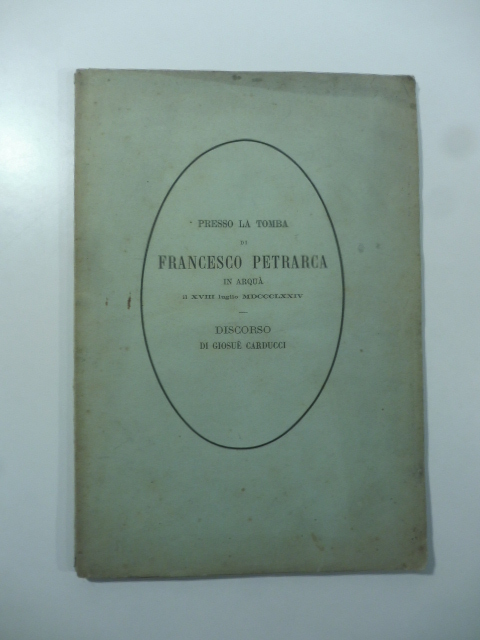 PRESSO LA TOMBA
DI
FRANCESCO PETRARCA
IN ARQUÀ
il XVIII luglio MDCCCLXXIV
—
DISCORSO
DI GIOSUÈ CARDUCCI